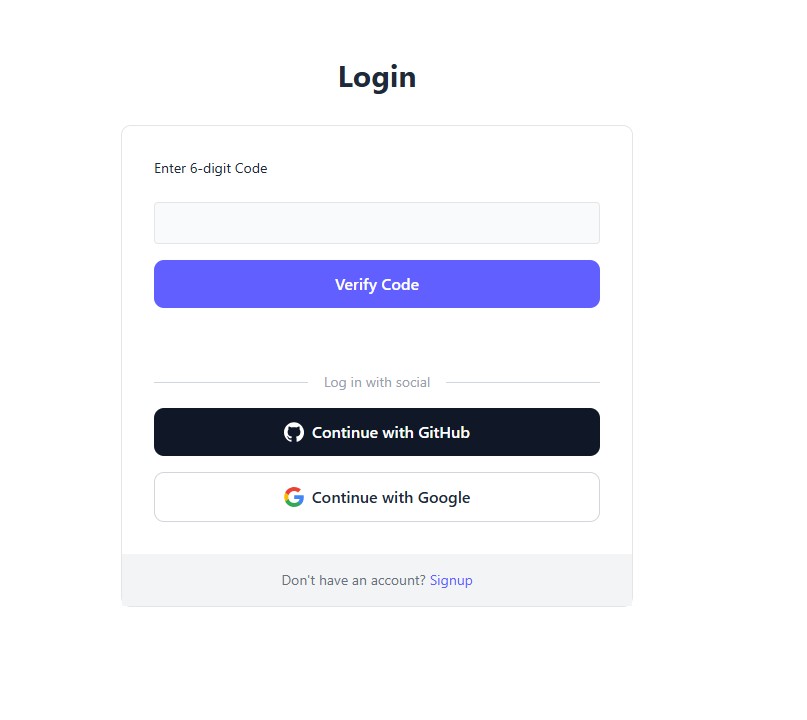 Login
Enter 6-digit Code
Verify Code
Log in with social
Continue with GitHub
Continue with Google
Don't have an account? Signup